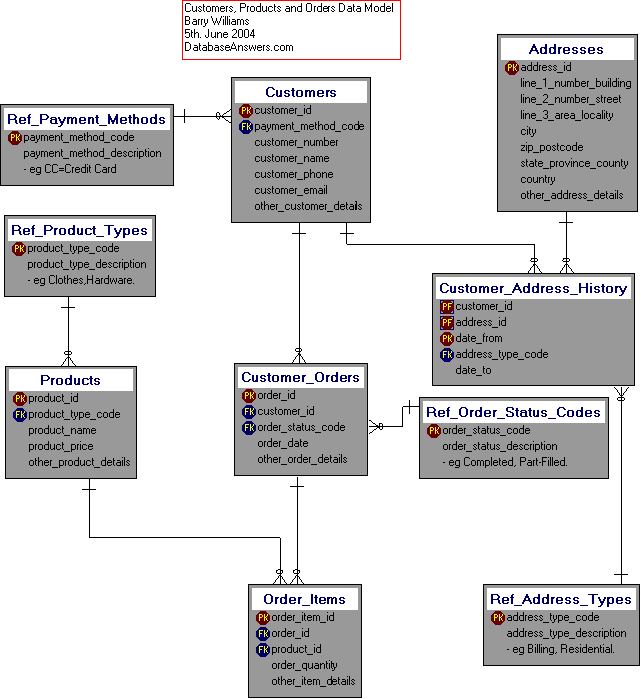 Customers, Products and Orders Data Model
Barry Williams
5th. June 2004
DatabaseAnswers.com
Addresses
PK address_id
line_1_number_building
line_2_number_street
line_3_area_locality
city
zip_postcode
state_province_county
country
other_address_details
Customers
PK customer_id
FK payment_method_code
customer_number
customer_name
customer_phone
customer_email
other_customer_details
Ref_Payment_Methods
PK payment_method_code
payment_method_description
- eg CC=Credit Card
Ref_Product_Types
PK product_type_code
product_type_description
- eg Clothes,Hardware.
Customer_Address_History
PF customer_id
PF address_id
PK date_from
FK address_type_code
date_to
Products
PK product_id
FK product_type_code
product_name
product_price
other_product_details
Customer_Orders
PK order_id
FK customer_id
FK order_status_code
order_date
other_order_details
Ref_Order_Status_Codes
PK order_status_code
order_status_description
- eg Completed, Part-Filled.
Order_Items
PK order_item_id
FK order_id
FK product_id
order_quantity
other_item_details
Ref_Address_Types
PK address_type_code
address_type_description
- eg Billing, Residential.